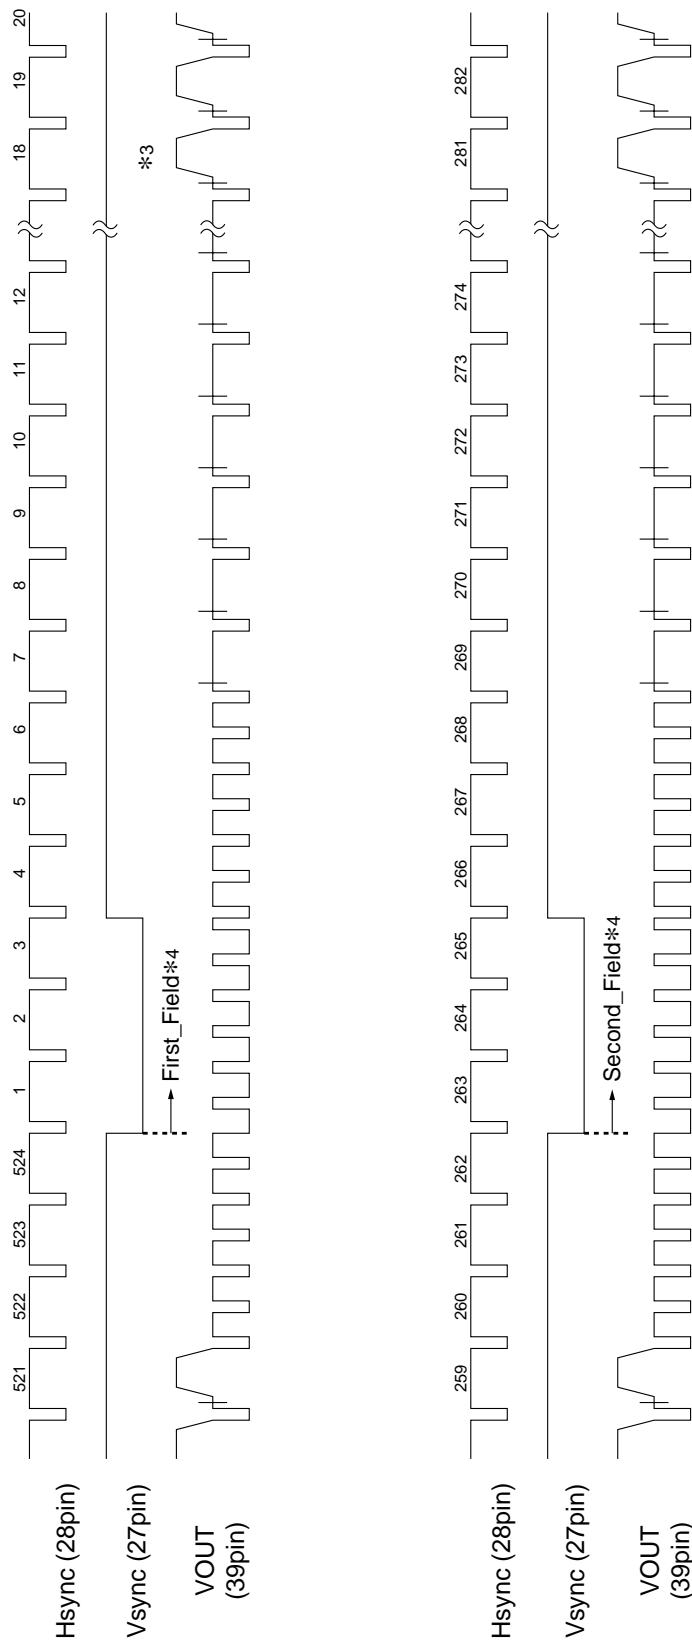 521 522 523 524 1 2 3 4 5 6 7 8 9 10 11 12 18 19 20
Hsync (28pin)
Vsync (27pin)
First_Field*4
*3
VOUT
(39pin)
259 260 261 262 263 264 265 266 267 268 269 270 271 272 273 274 281 282
Hsync (28pin)
Vsync (27pin)
Second_Field*4
VOUT
(39pin)